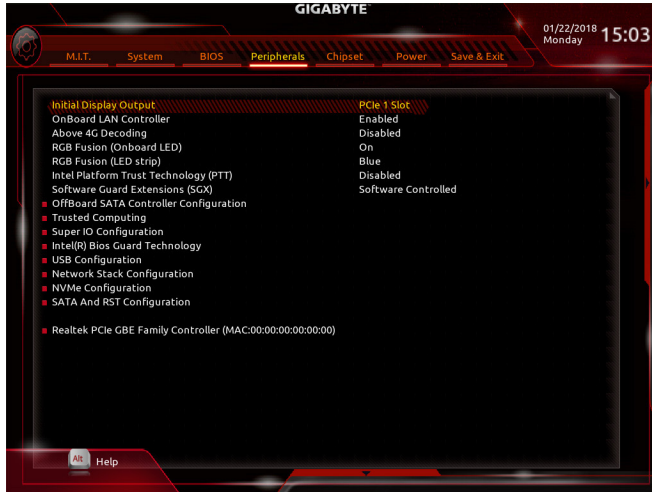 GIGABYTE™
01/22/2018 15:03
Monday
M.I.T. System BIOS Peripherals Chipset Power Save & Exit
Initial Display Output PCIe 1 Slot
OnBoard LAN Controller Enabled
Above 4G Decoding Disabled
RGB Fusion (Onboard LED) On
RGB Fusion (LED strip) Blue
Intel Platform Trust Technology (PTT) Disabled
Software Guard Extensions (SGX) Software Controlled
OffBoard SATA Controller Configuration
Trusted Computing
Super IO Configuration
Intel(R) Bios Guard Technology
USB Configuration
Network Stack Configuration
NVMe Configuration
SATA And RST Configuration
Realtek PCIe GBE Family Controller (MAC:00:00:00:00:00:00)
Alt Help